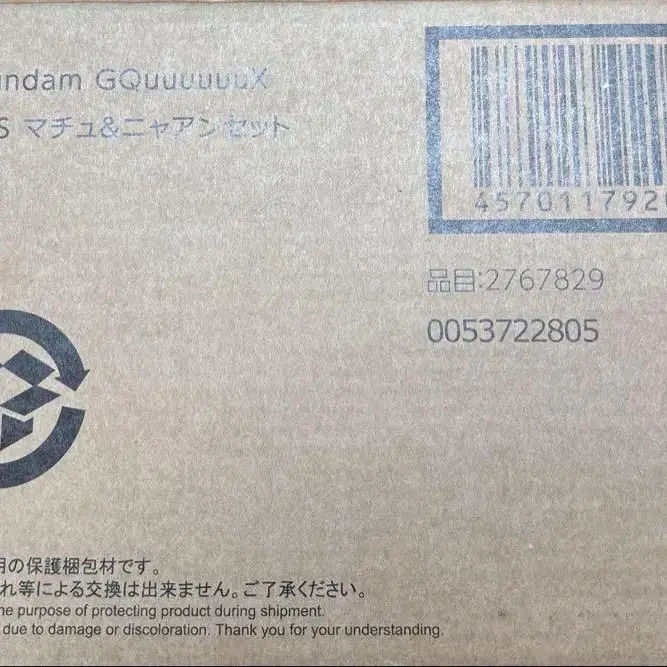 undam GQuuuuuuX
S マチュ&ニャアンセット
457011792
品目:2767829
0053722805
用の保護梱包材です。
れ等による交換は出来ません。ご了承ください。
he purpose of protecting product during shipment.
due to damage or discoloration. Thank you for your understanding.